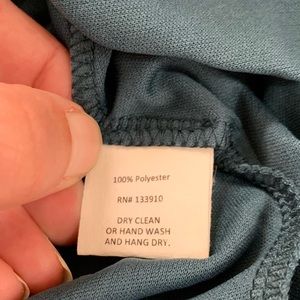 100% Polyester
RN# 133910
DRY CLEAN
OR HAND WASH
AND HANG DRY.